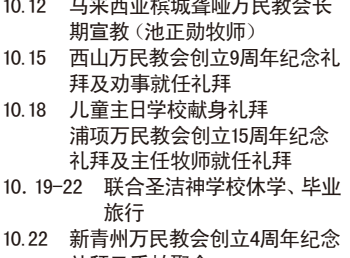 10.12 马来西亚槟城聋哑万民教会长
期宣教（池正勋牧师）
10.15 西山万民教会创立9周年纪念礼
拜及劝事就任礼拜
10.18 儿童主日学校献身礼拜
浦项万民教会创立15周年纪念
礼拜及主任牧师就任礼拜
10. 19-22 联合圣洁神学校休学、毕业
旅行
10.22 新青州万民教会创立4周年纪念